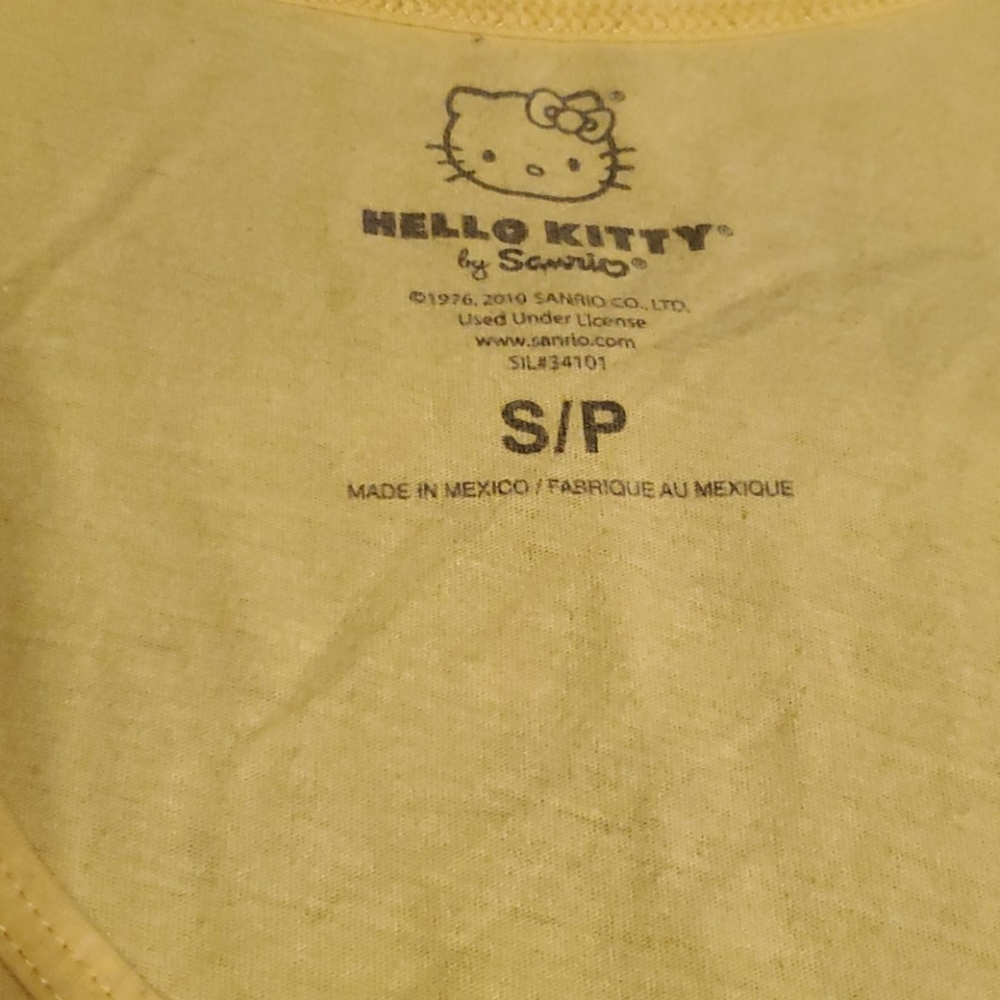 HELLO KITTY®
by Sanrio®
©1976, 2010 SANRIO CO., LTD.
Used Under License
www.sanrio.com
SIL#34101
S/P
MADE IN MEXICO / FABRIQUE AU MEXIQUE